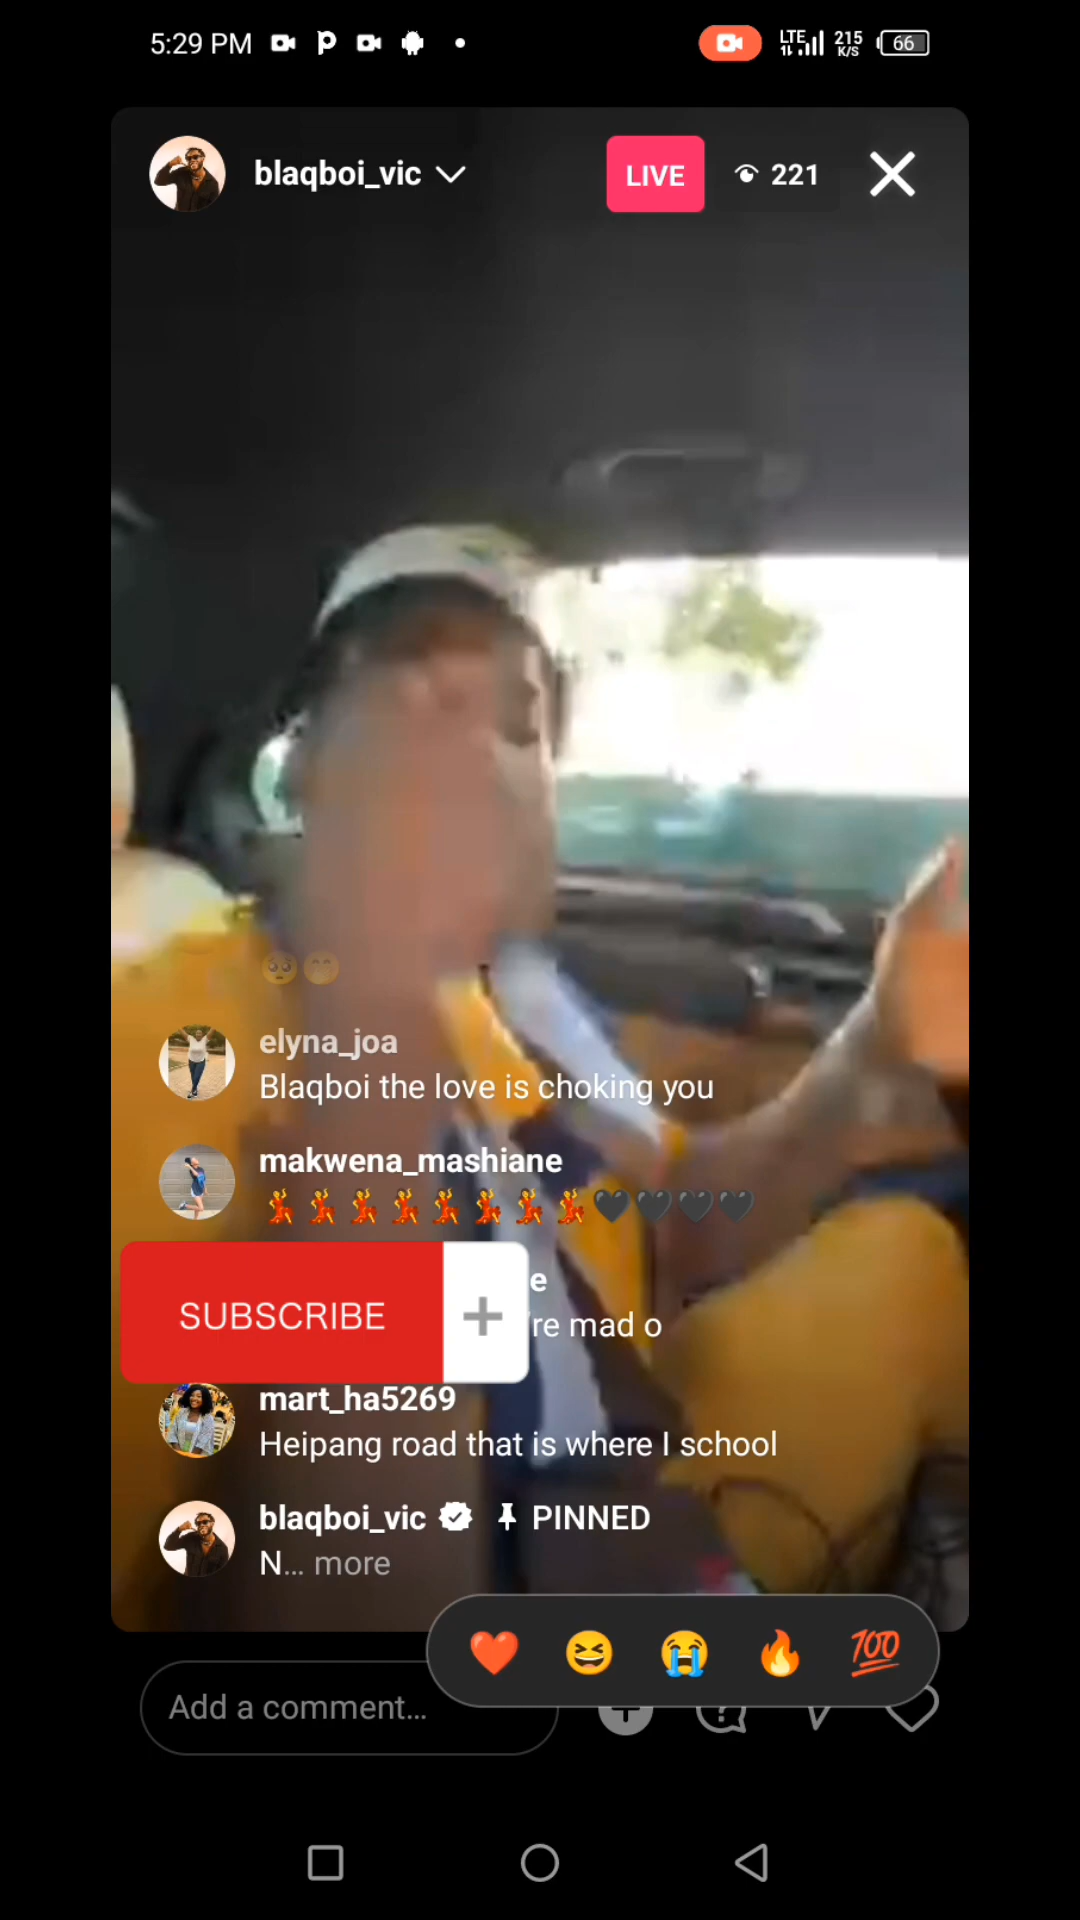 5:29 PM
LTE
215
K/S
66
blaqboi_vic
LIVE
221
elyna_joa
Blaqboi the love is choking you
makwena_mashiane
e
're mad o
SUBSCRIBE
mart_ha5269
Heipang road that is where I school
blaqboi_vic PINNED
N... more
100
Add a comment...